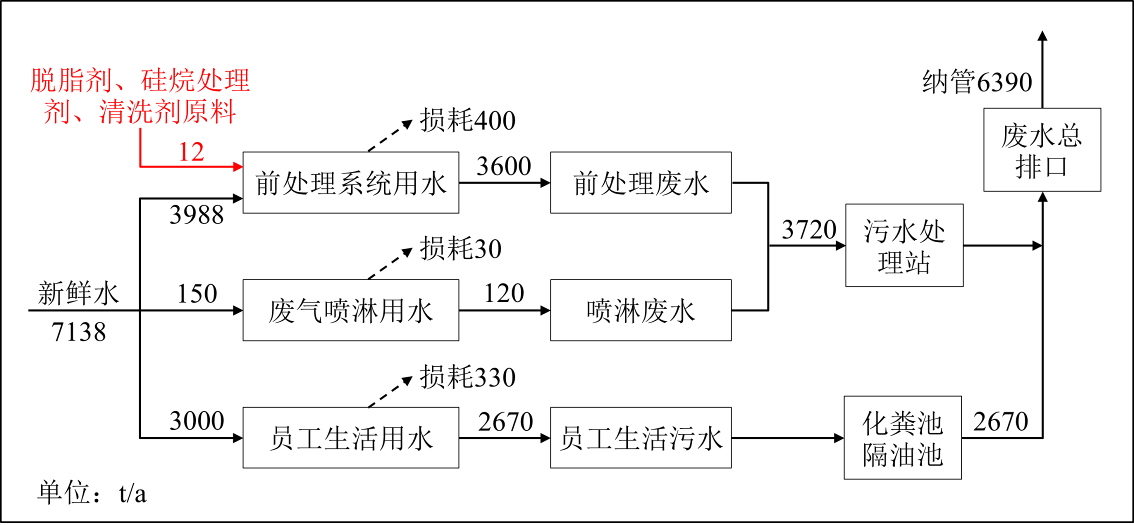 脱脂剂、硅烷处理
剂、清洗剂原料
12
损耗400
前处理系统用水
3600
前处理废水
3988
纳管6390
废水总
排口
3720
污水处
理站
新鲜水
7138
150
损耗30
废气喷淋用水
120
喷淋废水
3000
损耗330
员工生活用水
2670
员工生活污水
化粪池
隔油池
2670
单位：t/a